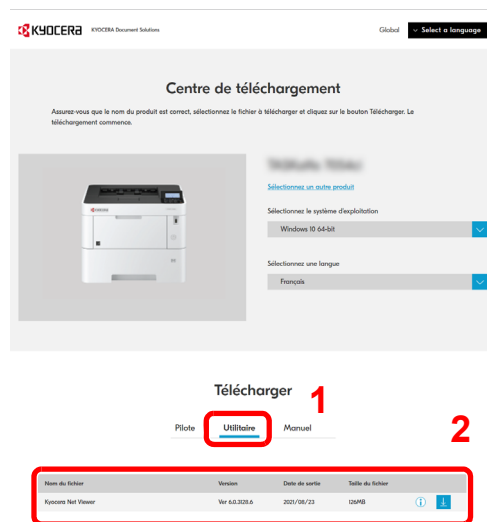 KYOCERA KYOCERA Document Solutions Global Select a language
Centre de téléchargement
Assurez-vous que le nom du produit est correct, sélectionnez le fichier à télécharger et cliquez sur le bouton Télécharger. Le
téléchargement commence.
Sélectionnez un autre produit
Sélectionnez le système d'exploitation
Windows 10 64-bit
Sélectionnez une langue
Français
Télécharger
1
Pilote Utilitaire Manuel
2
Nom du fichier Version Date de sortie Taille du fichier
Kyocera Net Viewer Ver 6.0.3128.6 2021/08/23 126MB